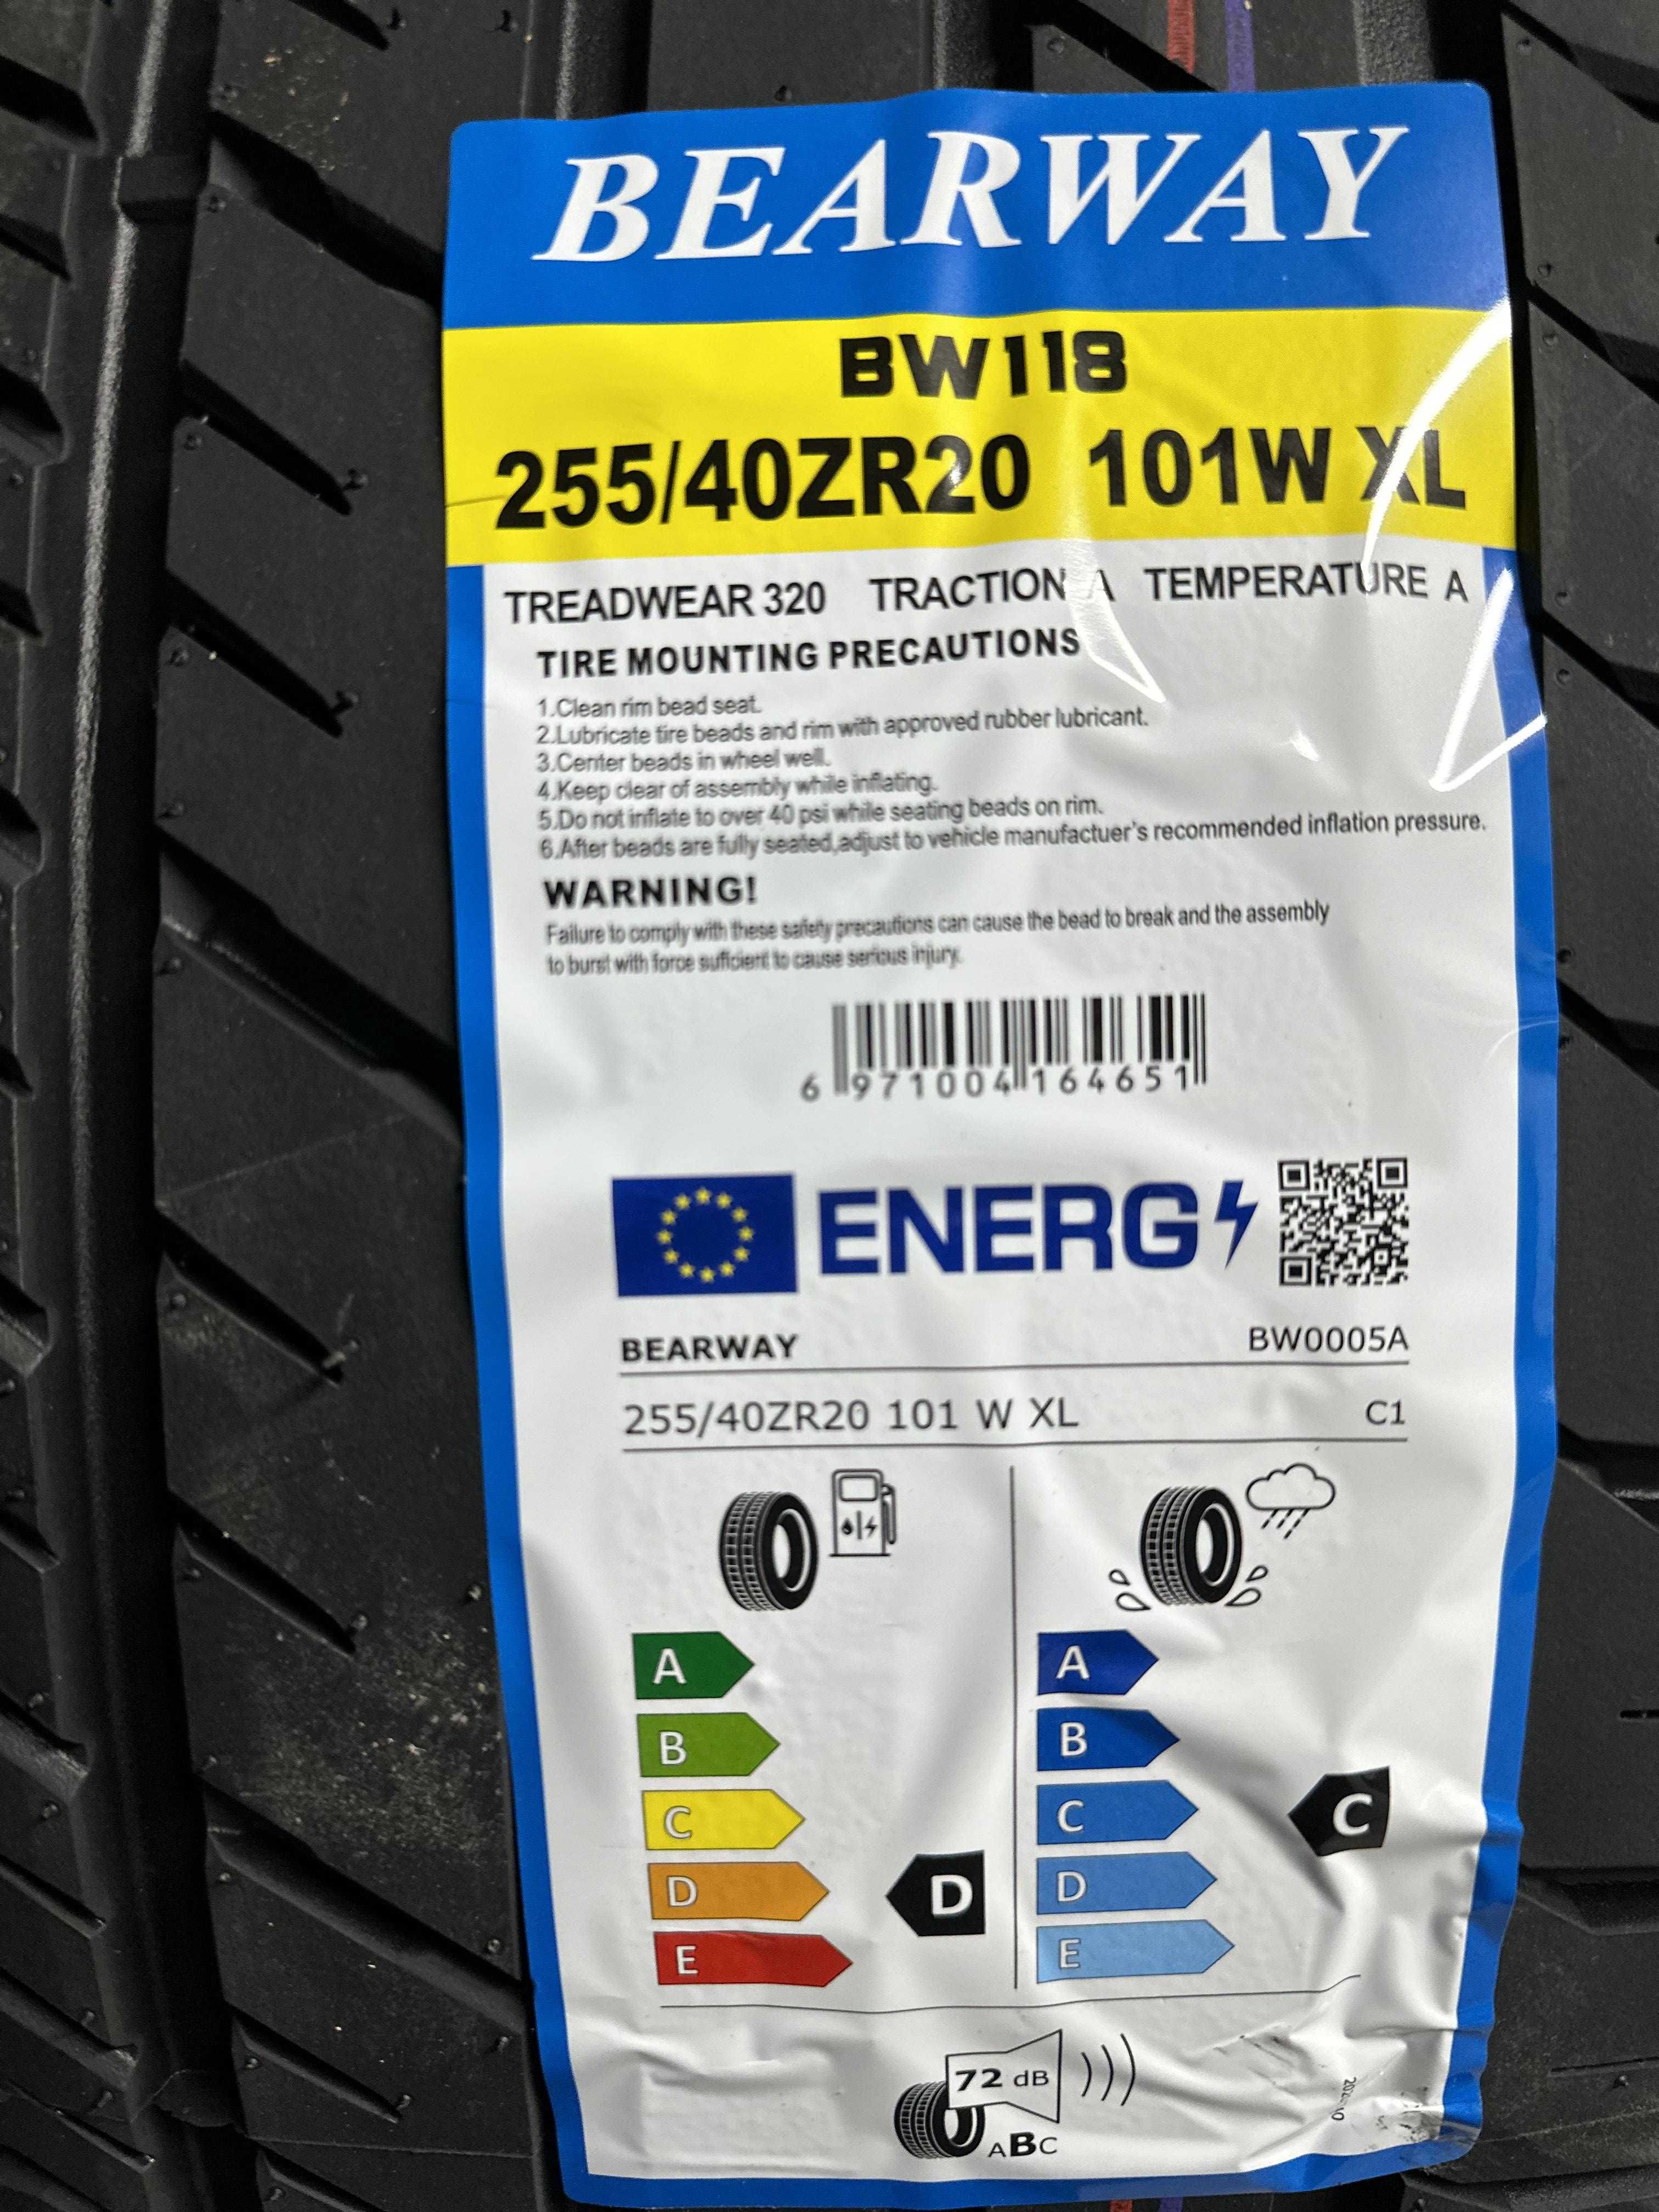 BEARWAY
BW118
255/40ZR20 101W XL
TREADWEAR 320 TRACTION A TEMPERATURE A
TIRE MOUNTING PRECAUTIONS
1.Clean rim bead seat.
2.Lubricate tire beads and rim with approved rubber lubricant.
3.Center beads in wheel well.
4.Keep clear of assembly while inflating.
5.Do not inflate to over 40 psi while seating beads on rim.
6.After beads are fully seated,adjust to vehicle manufactuer's recommended inflation pressure.
WARNING!
Failure to comply with these safety precautions can cause the bead to break and the assembly
to burst with force sufficient to cause serious injury.
6 971004 164651
ENERG
BEARWAY BW0005A
255/40ZR20 101 W XL C1
A A
B B
C C C
D D D
E E
72 dB
ABC